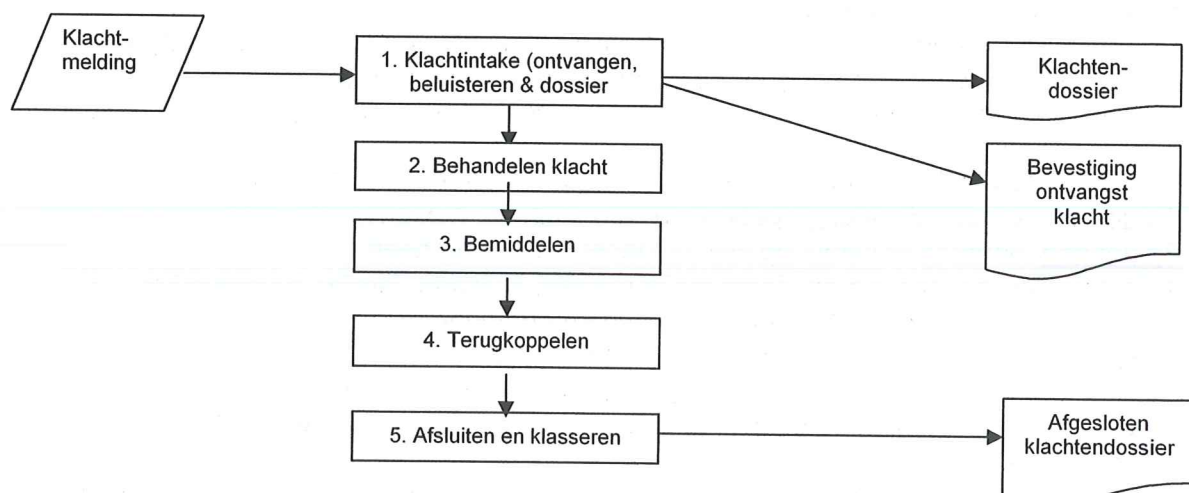 Klacht-
melding
1. Klachtintake (ontvangen,
beluisteren & dossier
Klachten-
dossier
2. Behandelen klacht
Bevestiging
ontvangst
klacht
3. Bemiddelen
4. Terugkoppelen
5. Afsluiten en klasseren
Afgesloten
klachtendossier